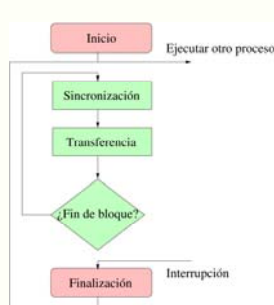 Inicio
Ejecutar otro proceso
Sincronización
Transferencia
¿Fin de bloque?
Interrupción
Finalización